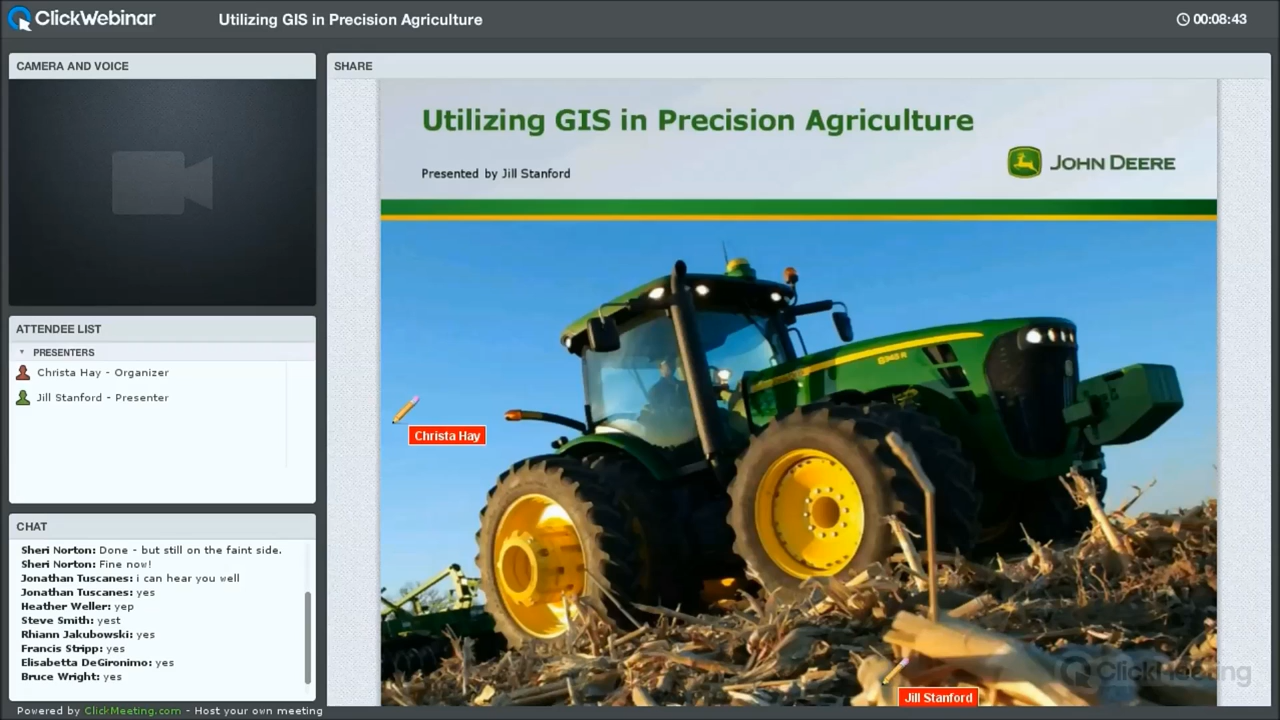 ClickWebinar
Utilizing GIS in Precision Agriculture
00:08:43
CAMERA AND VOICE
SHARE
Utilizing GIS in Precision Agriculture
Presented by Jill Stanford
JOHN DEERE
ATTENDEE LIST
PRESENTERS
Christa Hay - Organizer
Jill Stanford - Presenter
Christa Hay
CHAT
Sheri Norton: Done - but still on the faint side.
Sheri Norton: Fine now!
Jonathan Tuscanes: i can hear you well
Jonathan Tuscanes: yes
Heather Weller: yep
Steve Smith: yest
Rhiann Jakubowski: yes
Francis Stripp: yes
Elisabetta DeGironimo: yes
Bruce Wright: yes
ClickMeeting
Jill Stanford
Powered by ClickMeeting.com - Host your own meeting